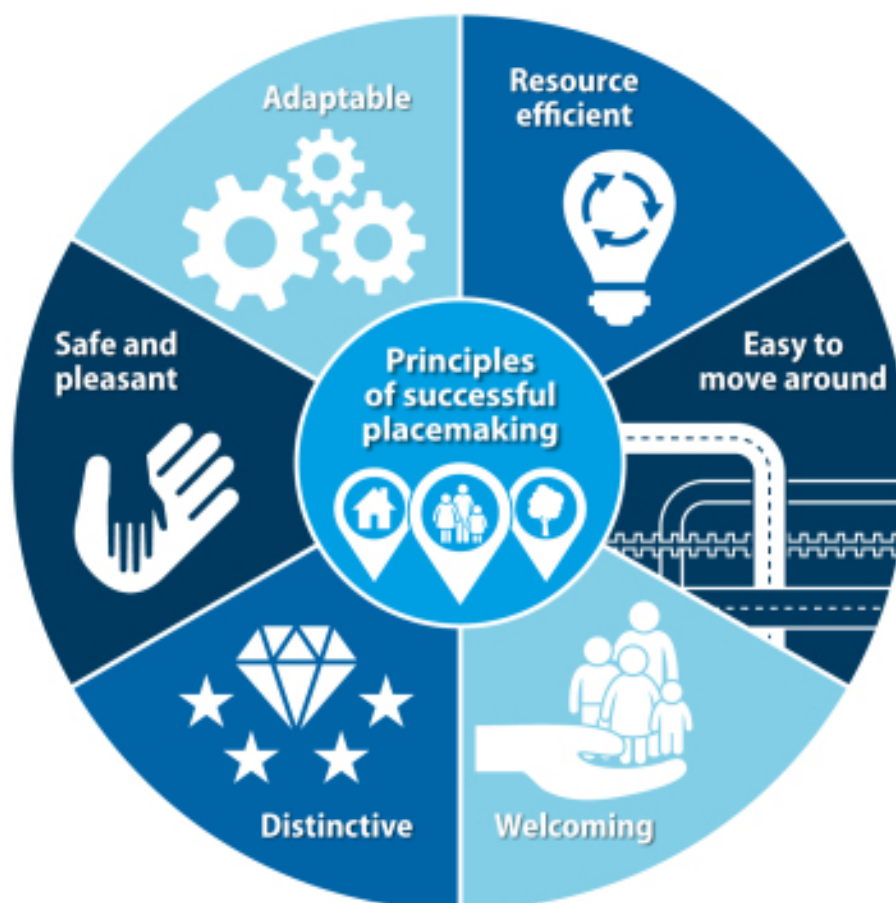 Principles
of successful
placemaking
Adaptable
Resource
efficient
Easy to
move around
Welcoming
Distinctive
Safe and
pleasant